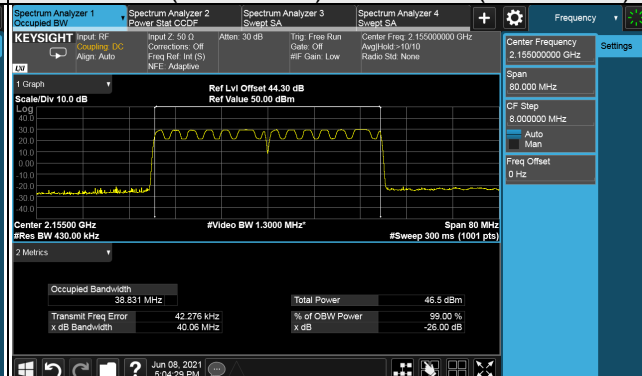 Spectrum Analyzer 1
Occupied BW
Spectrum Analyzer 2
Power Stat CCDF
Spectrum Analyzer 3
Swept SA
Spectrum Analyzer 4
Swept SA
+
Frequency
KEYSIGHT
LXI
Input: RF
Coupling: DC
Align: Auto
Input Z: 50 Ω
Corrections: Off
Freq Ref: Int (S)
NFE: Adaptive
Atten: 30 dB
Trig: Free Run
Gate: Off
#IF Gain: Low
Center Freq: 2.155000000 GHz
Avg|Hold:>10/10
Radio Std: None
Center Frequency
2.155000000 GHz
Settings
Span
80.000 MHz
CF Step
8.000000 MHz
Auto
Man
Freq Offset
0 Hz
1 Graph
Scale/Div 10.0 dB
Ref Lvl Offset 44.30 dB
Ref Value 50.00 dBm
Log
40.0
30.0
20.0
10.0
0.00
-10.0
-20.0
-30.0
-40.0
Center 2.15500 GHz
#Res BW 430.00 kHz
#Video BW 1.3000 MHz*
Span 80 MHz
#Sweep 300 ms (1001 pts)
2 Metrics
Occupied Bandwidth
38.831 MHz
Total Power 46.5 dBm
Transmit Freq Error 42.276 kHz
% of OBW Power 99.00 %
x dB Bandwidth 40.06 MHz
x dB -26.00 dB
?
Jun 08, 2021
5:04:29 PM